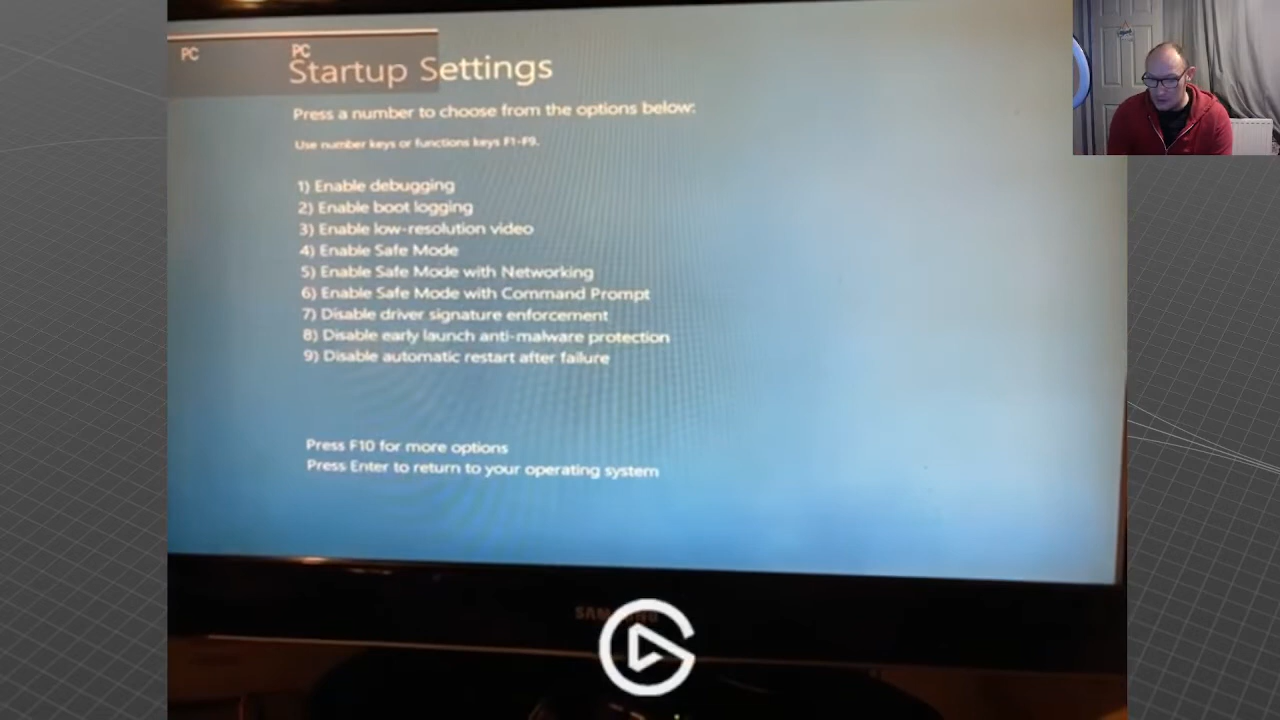 PC
PC
Startup Settings
Press a number to choose from the options below:
Use number keys or functions keys F1-F9.
1) Enable debugging
2) Enable boot logging
3) Enable low-resolution video
4) Enable Safe Mode
5) Enable Safe Mode with Networking
6) Enable Safe Mode with Command Prompt
7) Disable driver signature enforcement
8) Disable early launch anti-malware protection
9) Disable automatic restart after failure
Press F10 for more options
Press Enter to return to your operating system
SAMSUNG